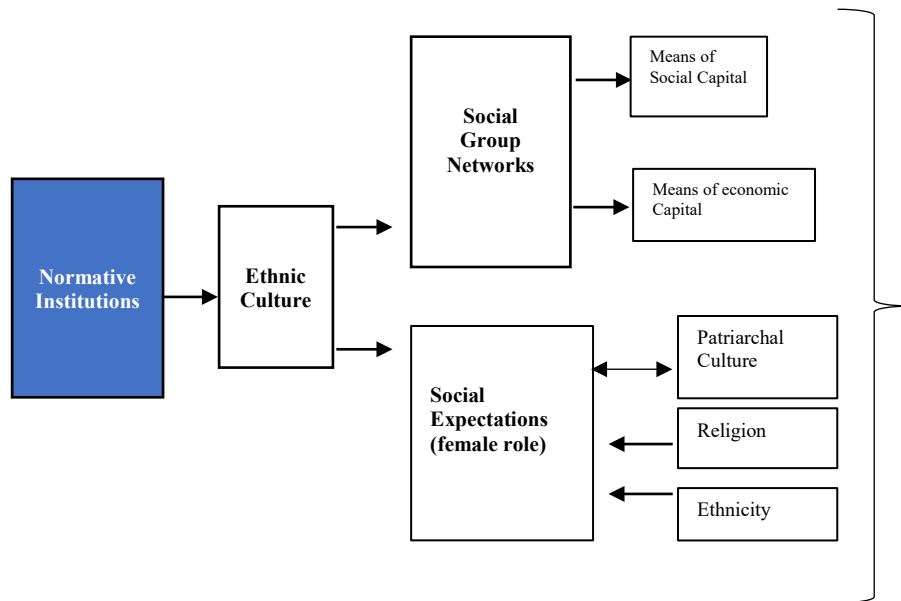 Normative
Institutions
Ethnic
Culture
Social
Group
Networks
Means of
Social Capital
Means of economic
Capital
Social
Expectations
(female role)
Patriarchal
Culture
Religion
Ethnicity